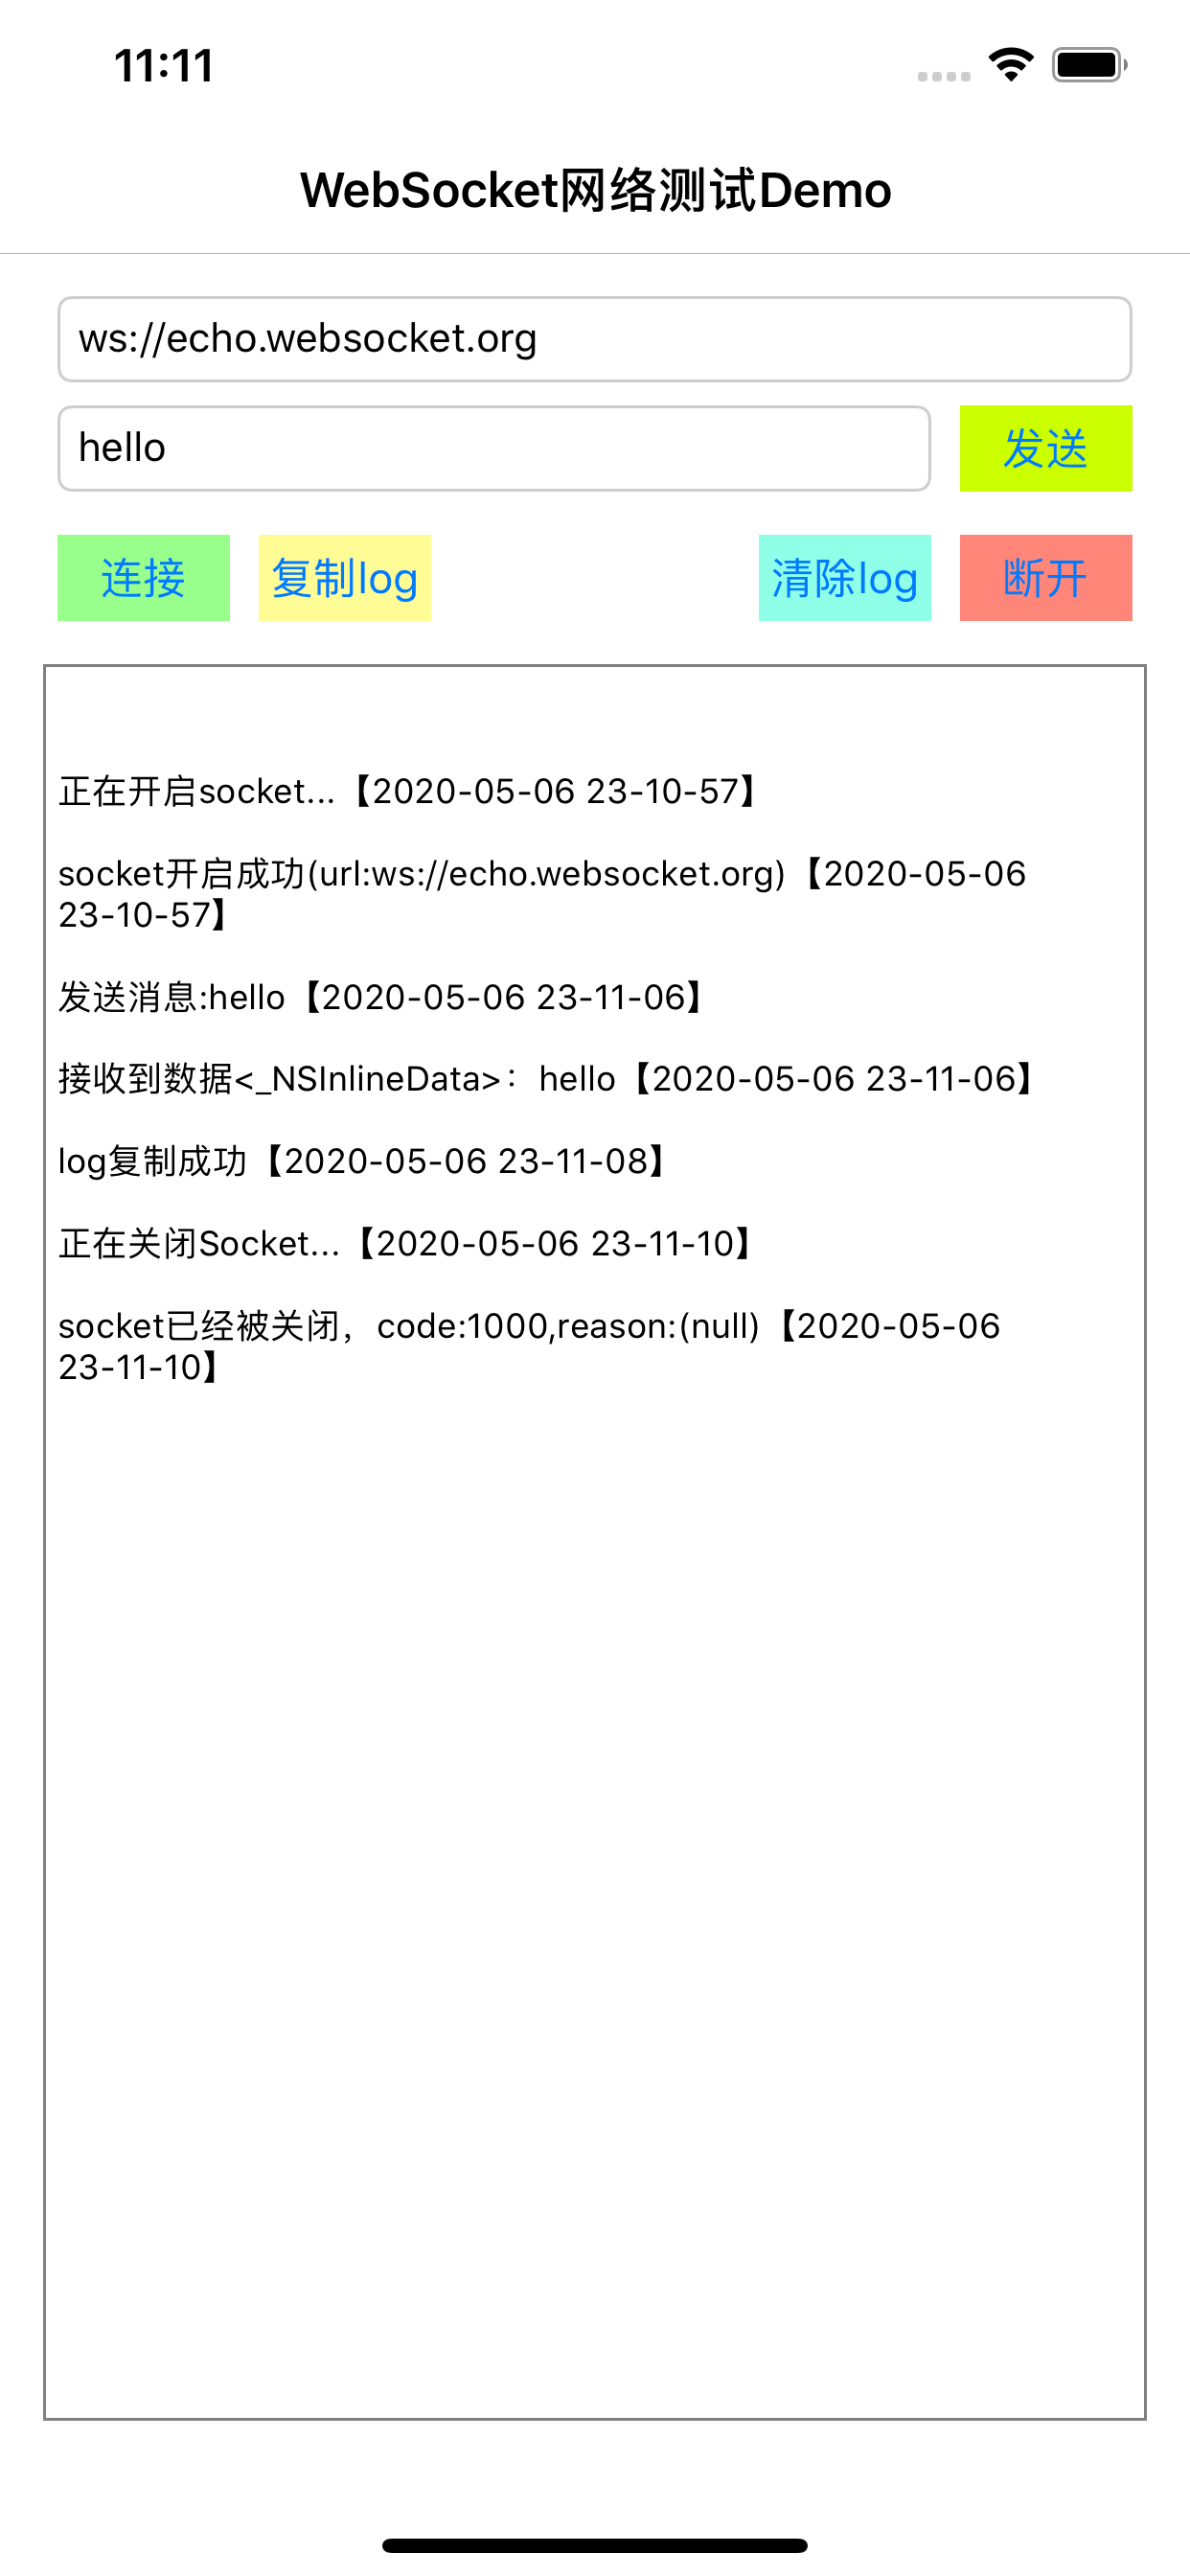 11:11
WebSocket网络测试Demo
ws://echo.websocket.org
hello
发送
连接
复制log
清除log
断开
正在开启socket...【2020-05-06 23-10-57】
socket开启成功(url:ws://echo.websocket.org)【2020-05-06
23-10-57】
发送消息:hello【2020-05-06 23-11-06】
接收到数据<_NSInlineData>：hello【2020-05-06 23-11-06】
log复制成功【2020-05-06 23-11-08】
正在关闭Socket...【2020-05-06 23-11-10】
socket已经被关闭，code:1000,reason:(null)【2020-05-06
23-11-10】